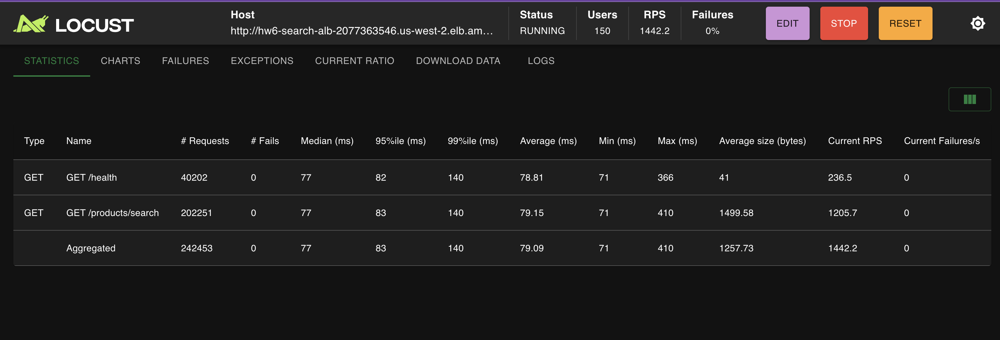 LOCUST
Host
http://hw6-search-alb-2077363546.us-west-2.elb.am…
Status
RUNNING
Users
150
RPS
1442.2
Failures
0%
EDIT
STOP
RESET
STATISTICS CHARTS FAILURES EXCEPTIONS CURRENT RATIO DOWNLOAD DATA LOGS
Type Name # Requests # Fails Median (ms) 95%ile (ms) 99%ile (ms) Average (ms) Min (ms) Max (ms) Average size (bytes) Current RPS Current Failures/s
GET GET /health 40202 0 77 82 140 78.81 71 366 41 236.5 0
GET GET /products/search 202251 0 77 83 140 79.15 71 410 1499.58 1205.7 0
Aggregated 242453 0 77 83 140 79.09 71 410 1257.73 1442.2 0